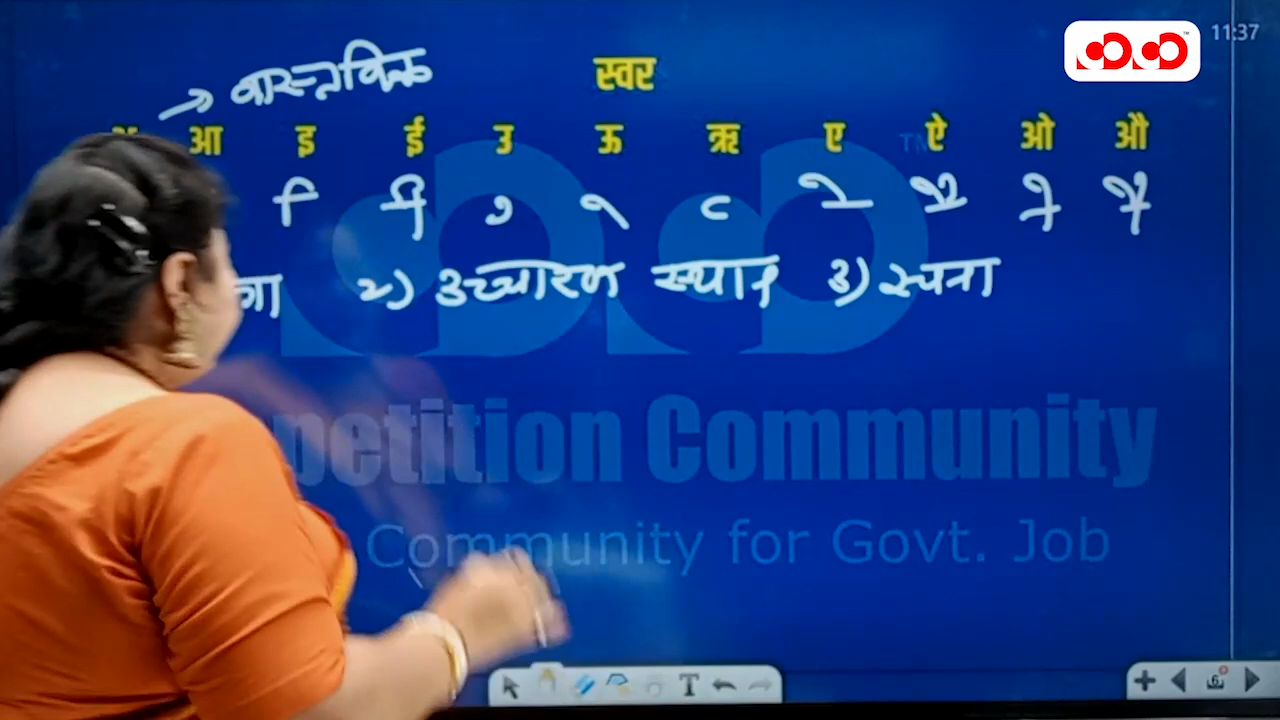 11:37
→ वास्तविक
स्वर
आ इ ई उ ऊ ऋ ए ऐ ओ औ
ि ी ु ू ृ े ै ो ौ
2) उच्चारण स्थान 3) रचना
petition Community
Community for Govt. Job